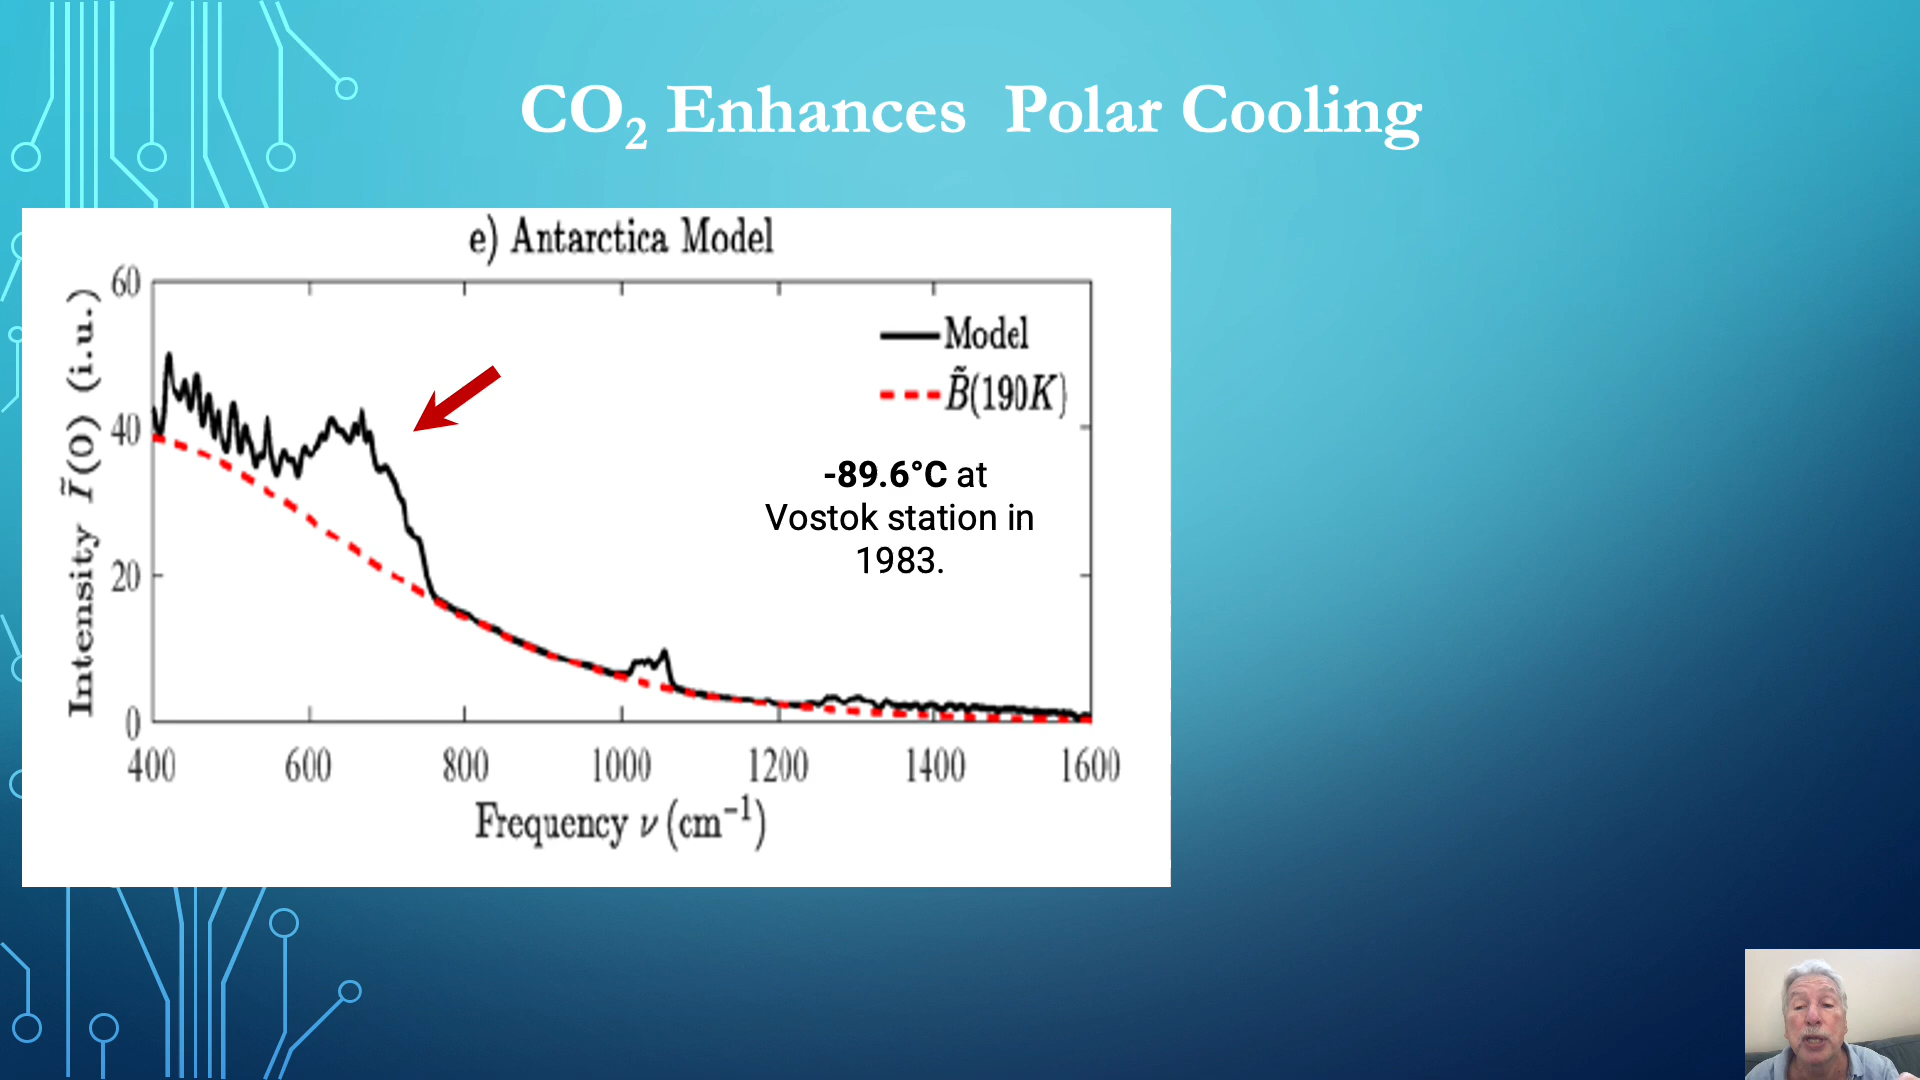 CO₂ Enhances Polar Cooling
e) Antarctica Model
60
40
20
0
Intensity Ĩ(0) (i.u.)
Model
B̃(190K)
-89.6°C at
Vostok station in
1983.
400 600 800 1000 1200 1400 1600
Frequency ν (cm⁻¹)